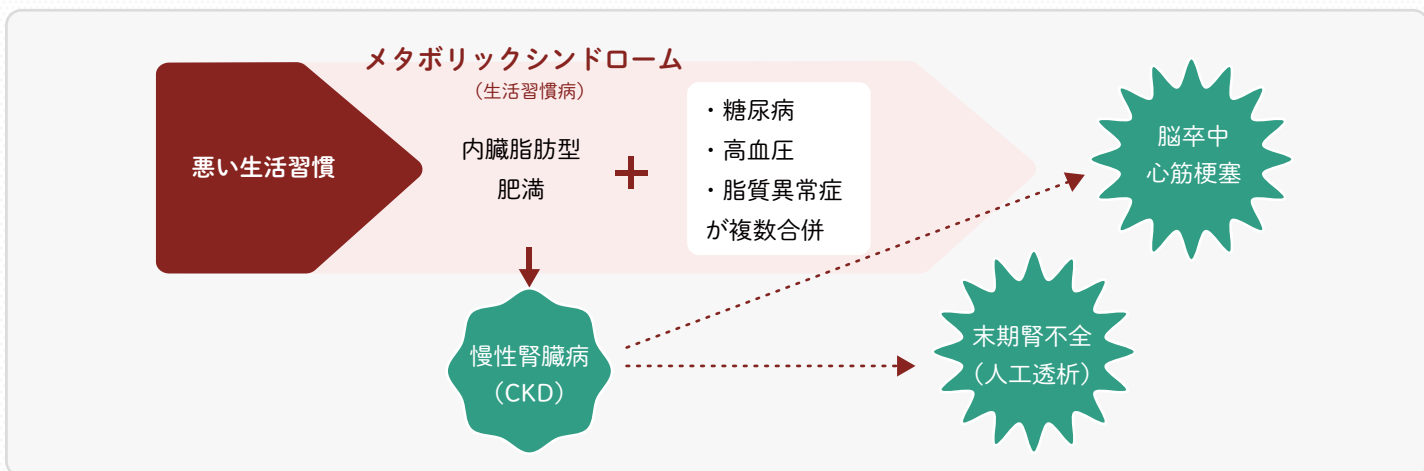 メタボリックシンドローム
（生活習慣病）
悪い生活習慣
内臓脂肪型
肥満
・糖尿病
・高血圧
・脂質異常症
が複数合併
脳卒中
心筋梗塞
慢性腎臓病
（CKD）
末期腎不全
（人工透析）